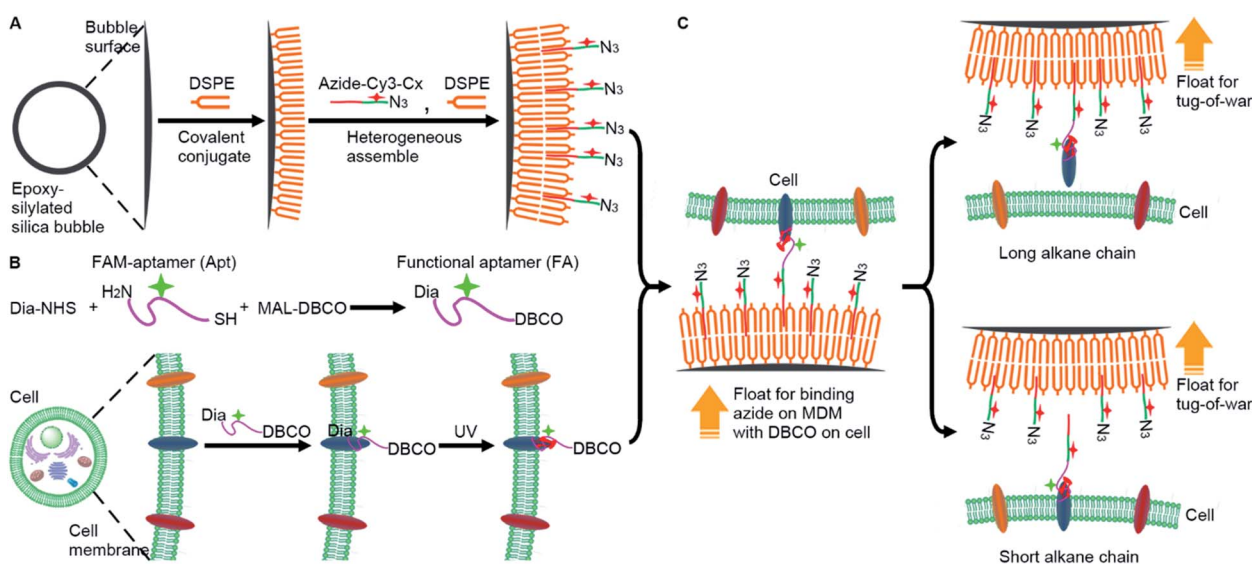 A
Bubble
surface
DSPE
Covalent
conjugate
Azide-Cy3-Cx
N3
, DSPE
Heterogeneous
assemble
N3
N3
N3
N3
N3
Epoxy-
silylated
silica bubble
B
FAM-aptamer (Apt)
Functional aptamer (FA)
Dia-NHS + H2N SH + MAL-DBCO
Dia
DBCO
Cell
Dia
DBCO
Dia
DBCO
UV
DBCO
Cell
membrane
C
Cell
N3
N3
N3
N3
Float for binding
azide on MDM
with DBCO on cell
Float for
tug-of-war
N3
N3
N3
N3
Cell
Long alkane chain
Float for
tug-of-war
N3
N3
N3
N3
Cell
Short alkane chain